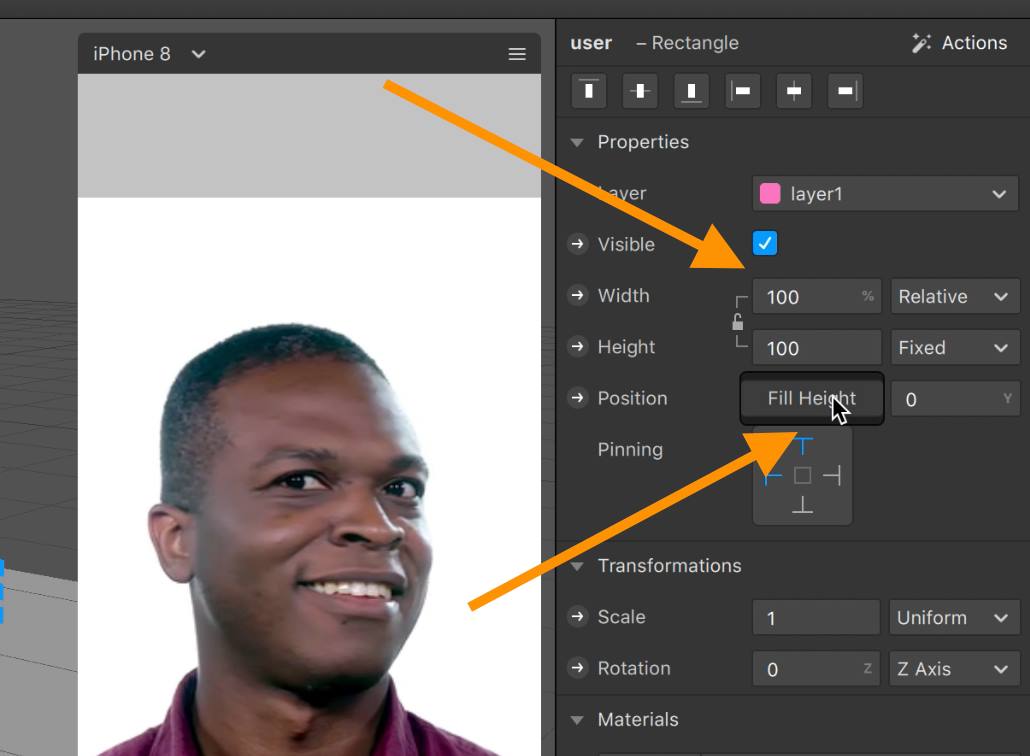 iPhone 8
user – Rectangle Actions
Properties
Layer layer1
Visible
Width 100 % Relative
Height 100 Fixed
Position Fill Height 0 Y
Pinning
Transformations
Scale 1 Uniform
Rotation 0 Z Z Axis
Materials